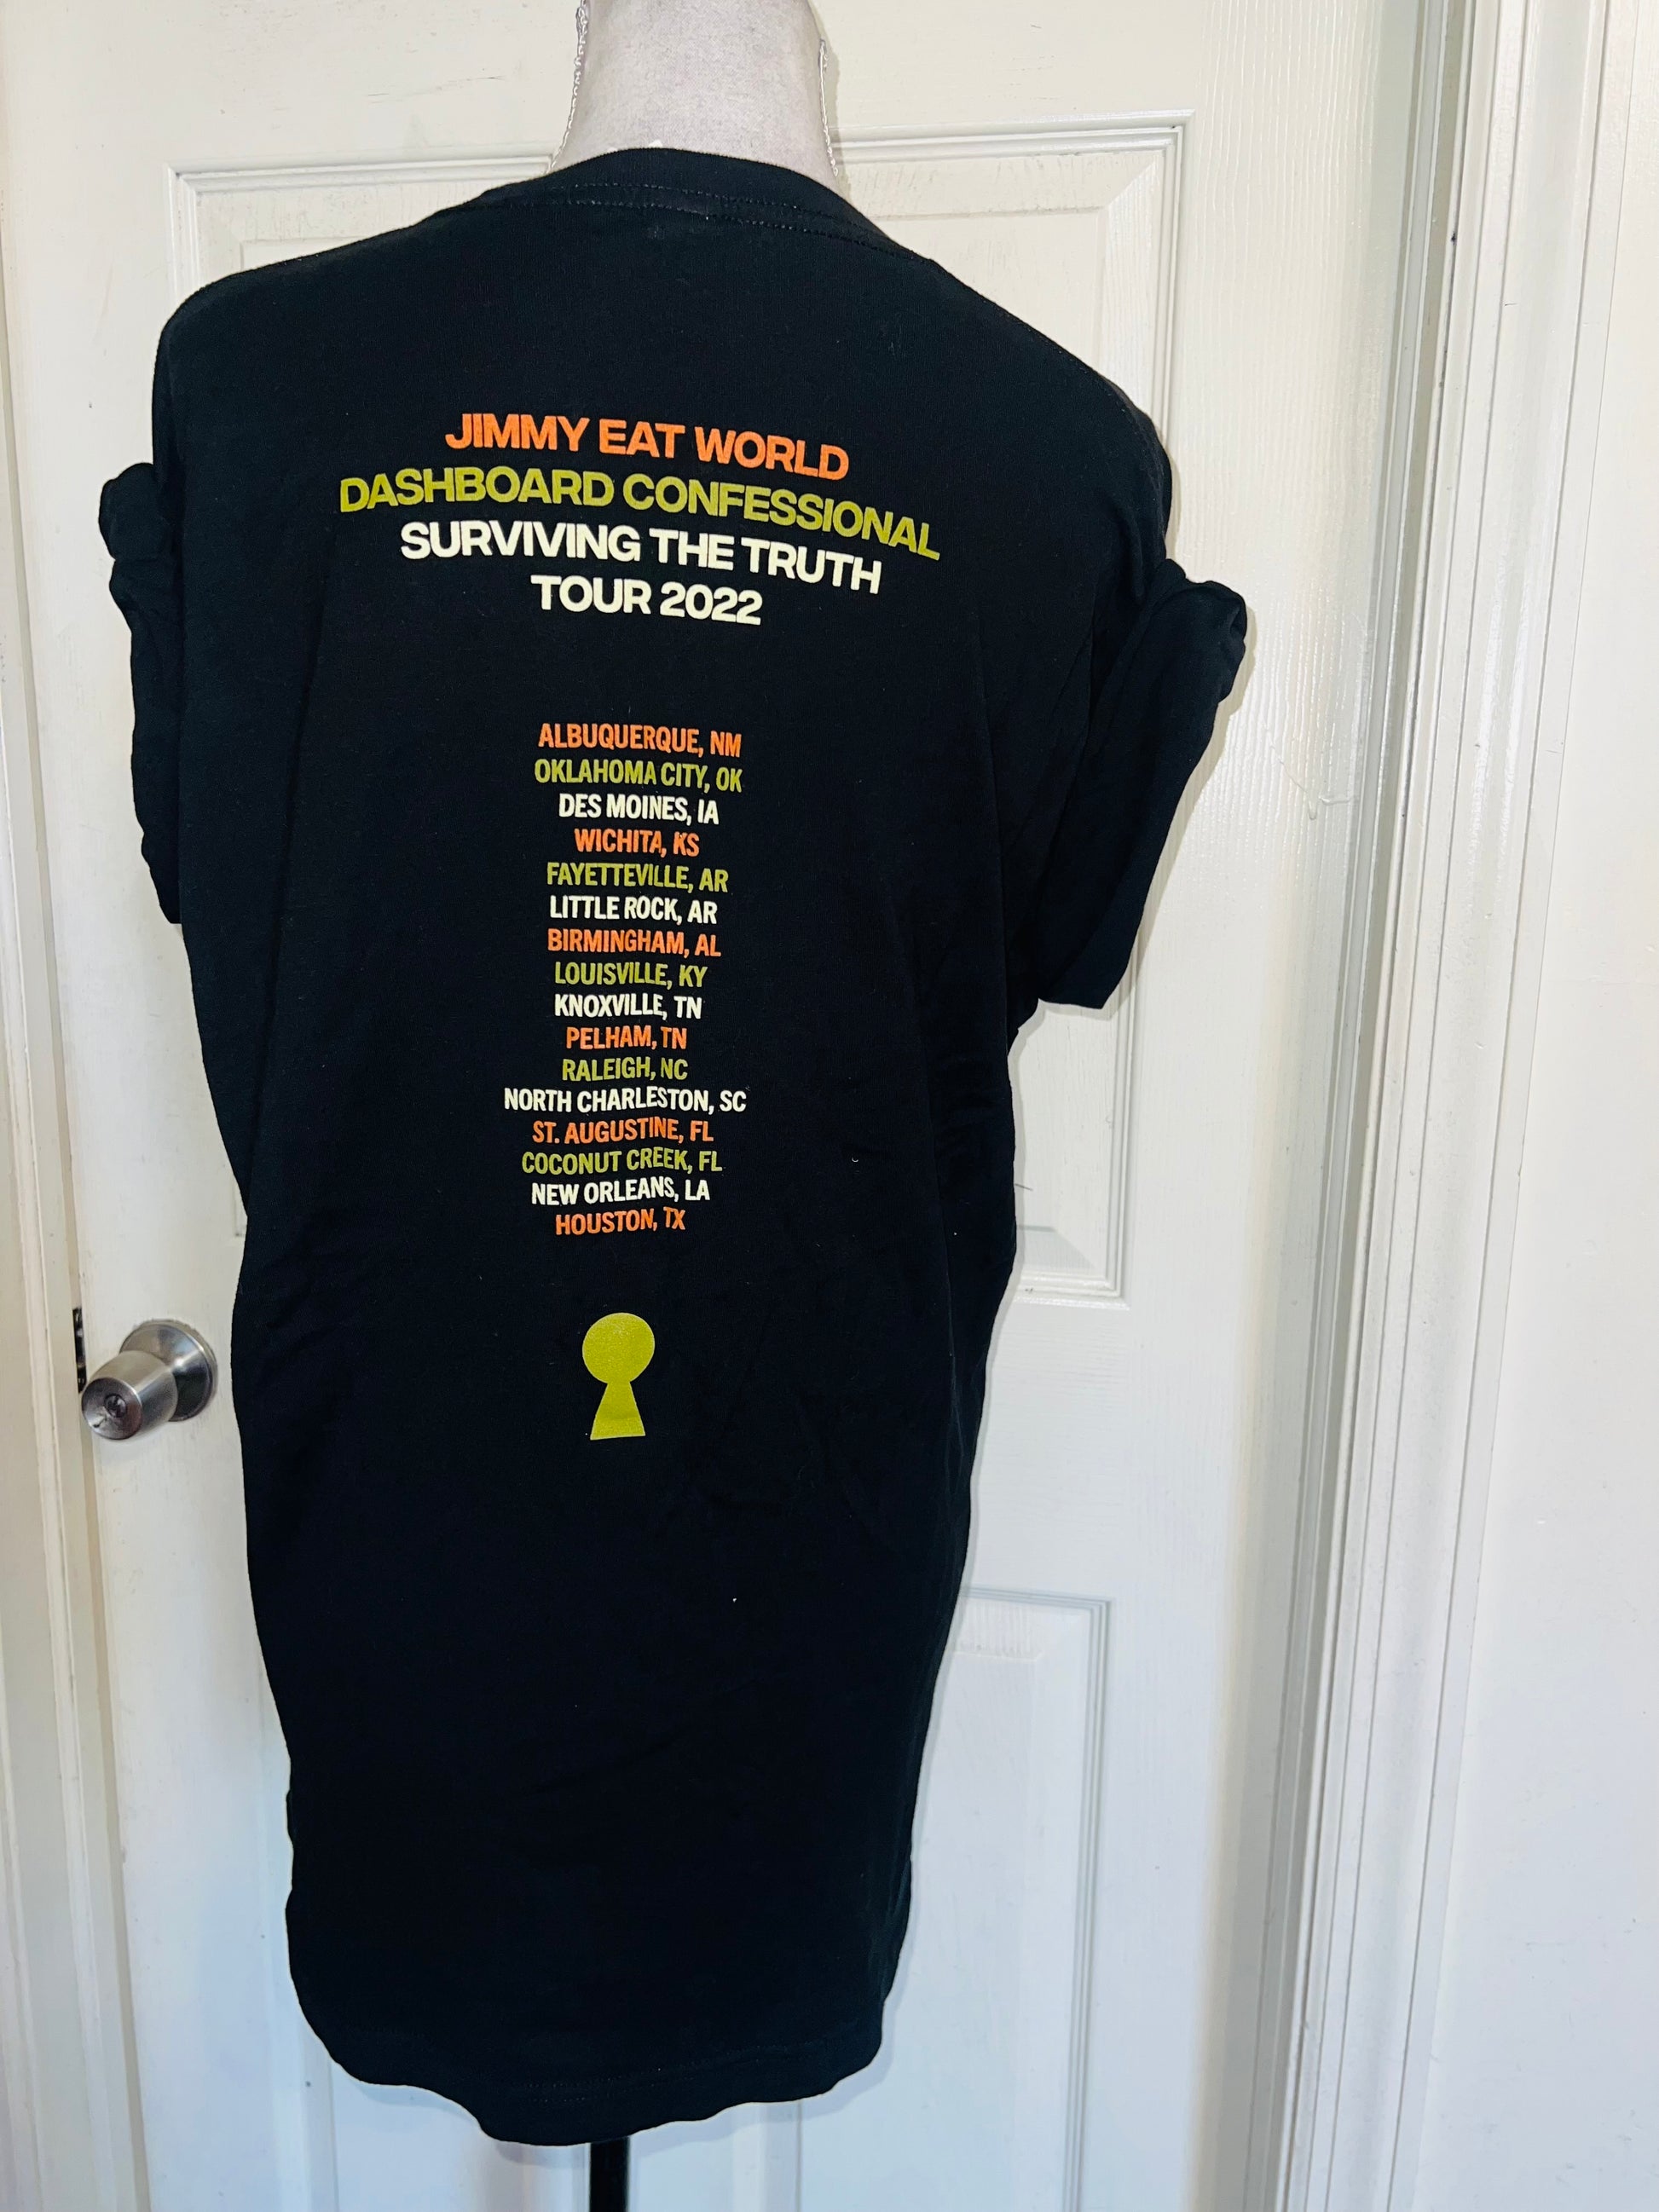 JIMMY EAT WORLD
DASHBOARD CONFESSIONAL
SURVIVING THE TRUTH
TOUR 2022
ALBUQUERQUE, NM
OKLAHOMA CITY, OK
DES MOINES, IA
WICHITA, KS
FAYETTEVILLE, AR
LITTLE ROCK, AR
BIRMINGHAM, AL
LOUISVILLE, KY
KNOXVILLE, TN
PELHAM, TN
RALEIGH, NC
NORTH CHARLESTON, SC
ST. AUGUSTINE, FL
COCONUT CREEK, FL
NEW ORLEANS, LA
HOUSTON, TX